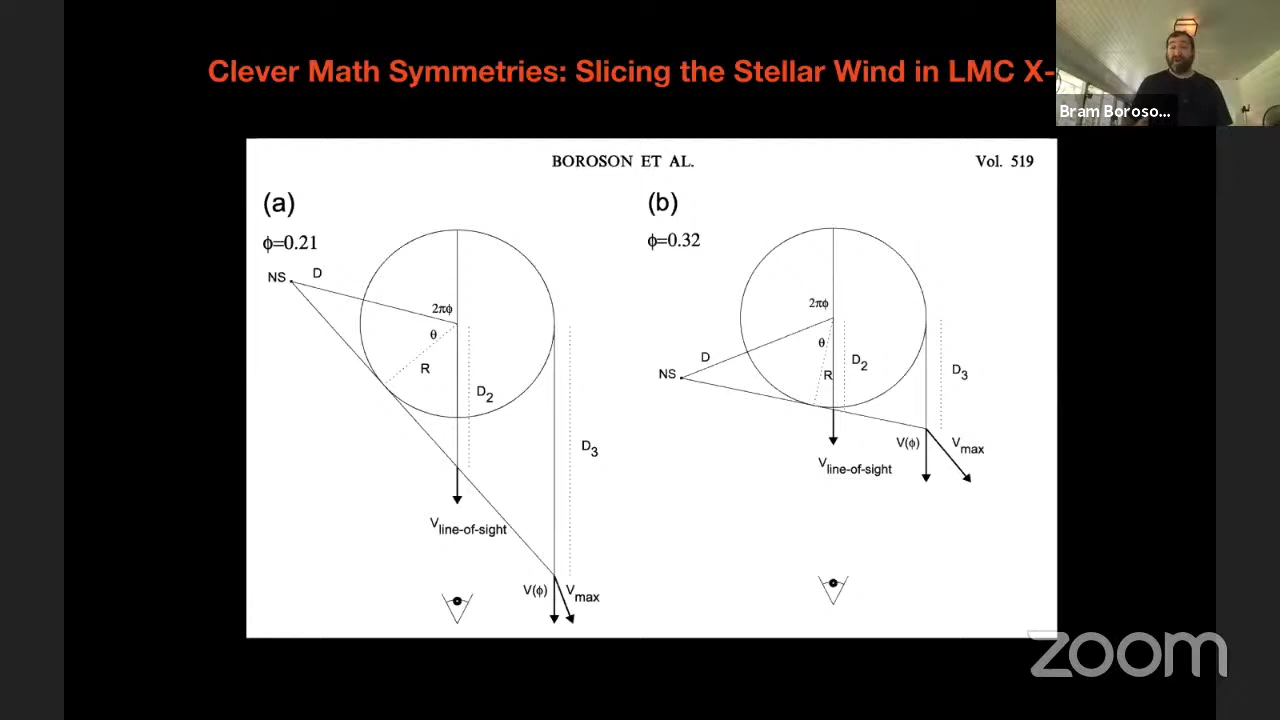 Clever Math Symmetries: Slicing the Stellar Wind in LMC X-
Bram Boroso...
BOROSON ET AL.
Vol. 519
(a)
ϕ=0.21
NS
D
2πϕ
θ
R
D2
D3
Vline-of-sight
V(ϕ)
Vmax
(b)
ϕ=0.32
2πϕ
θ
D
NS
R
D2
D3
V(ϕ)
Vmax
Vline-of-sight
zoom